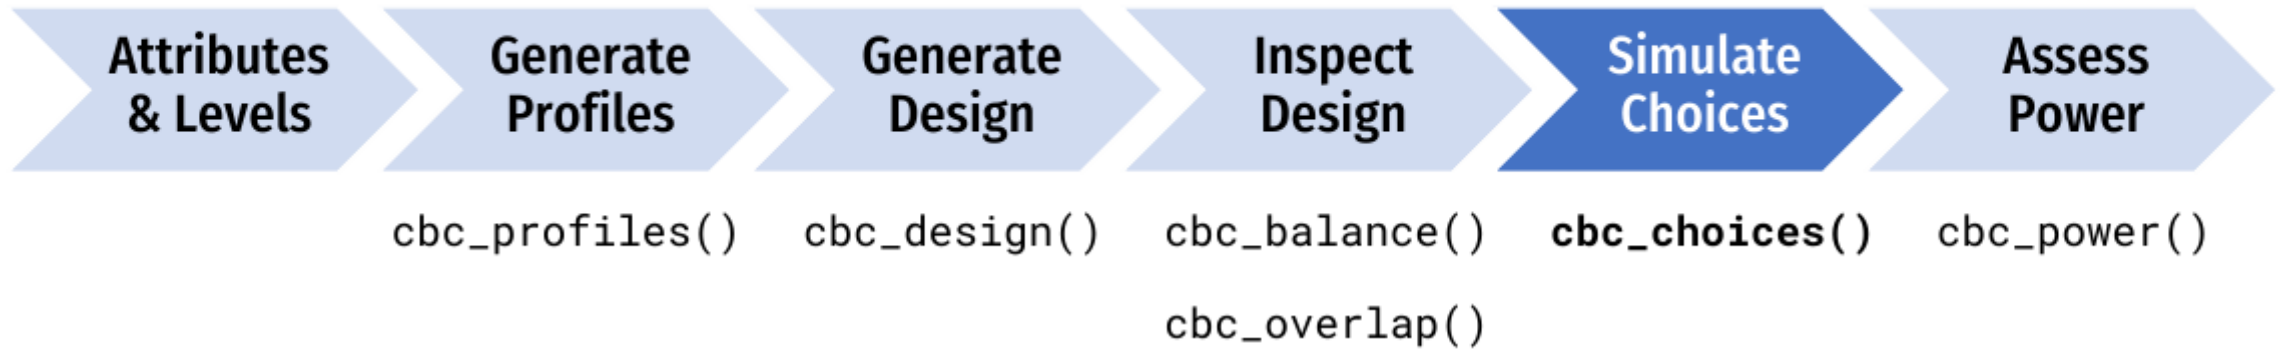 Attributes
& Levels
Generate
Profiles
Generate
Design
Inspect
Design
Simulate
Choices
Assess
Power
cbc_profiles()
cbc_design()
cbc_balance()
cbc_choices()
cbc_power()
cbc_overlap()